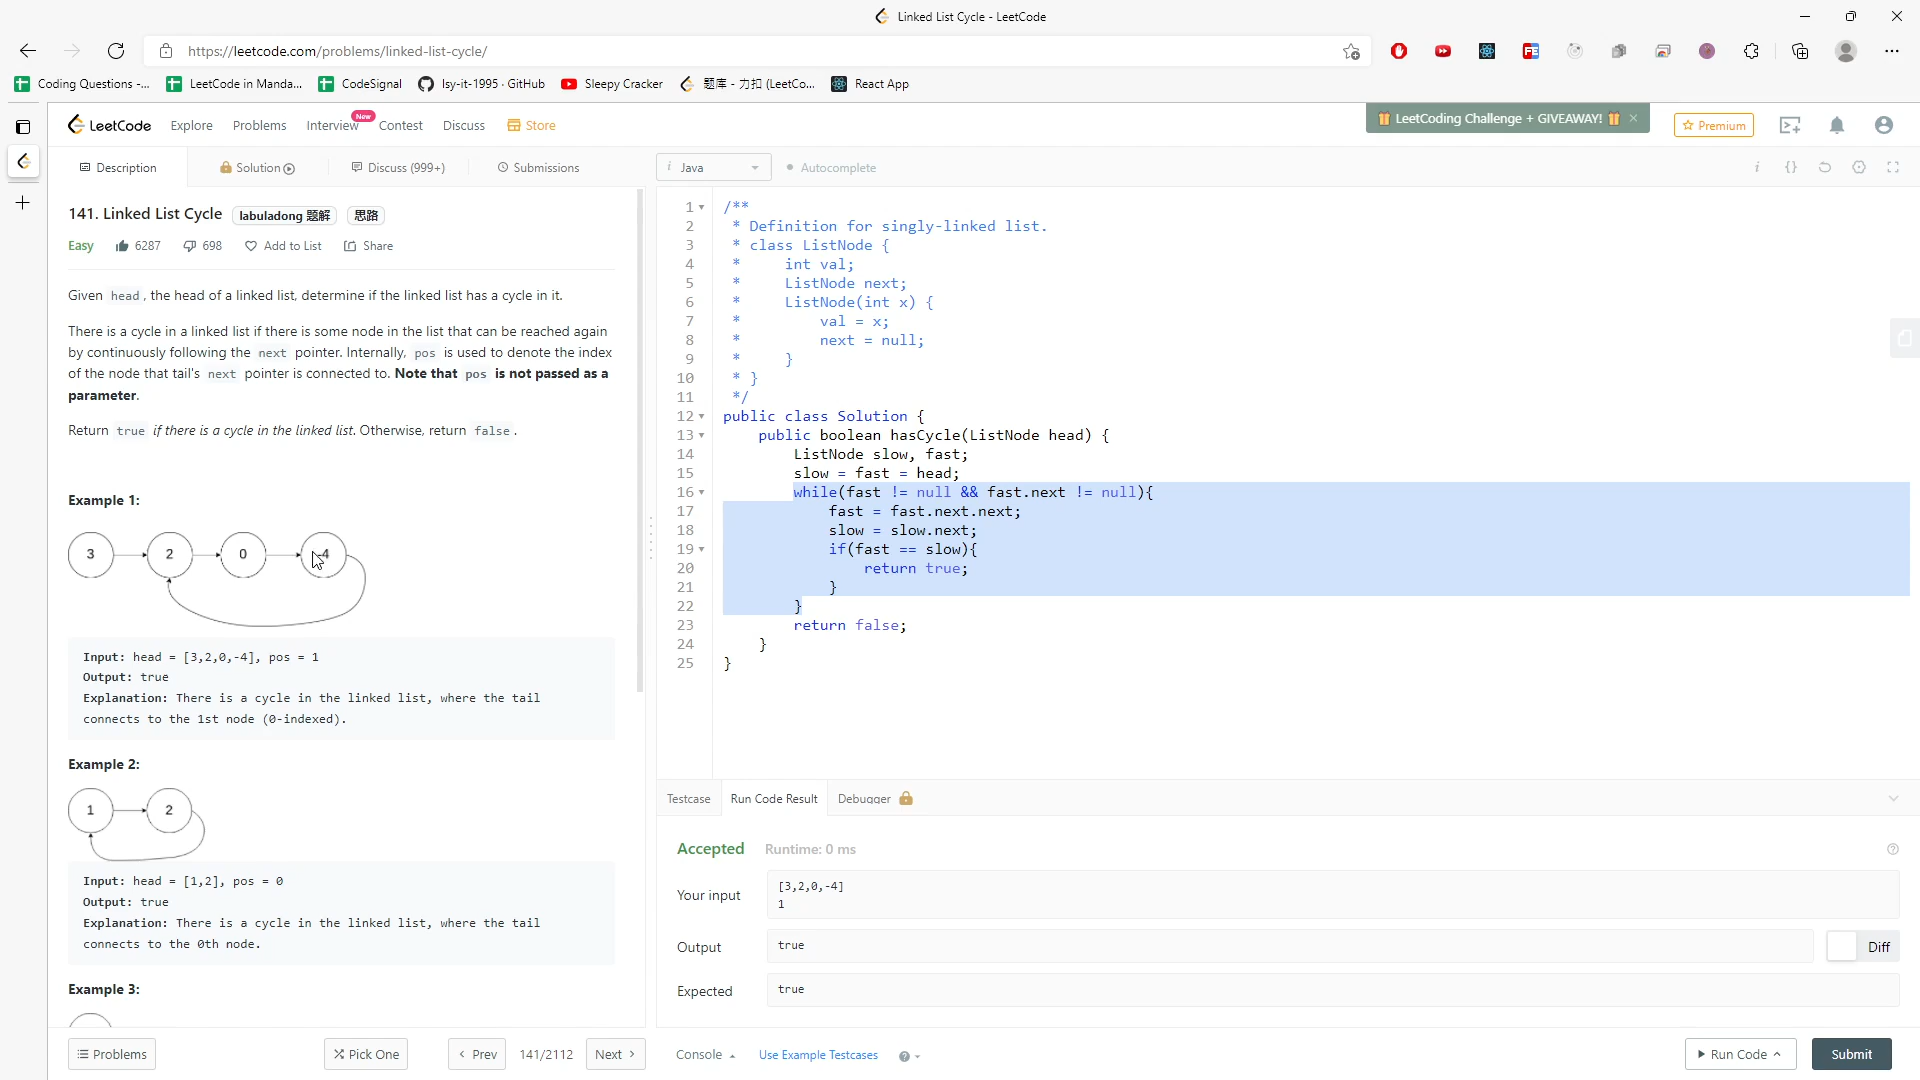 Linked List Cycle - LeetCode
https://leetcode.com/problems/linked-list-cycle/
Coding Questions -...
LeetCode in Manda...
CodeSignal
lsy-it-1995 · GitHub
Sleepy Cracker
题库 - 力扣 (LeetCo...
React App
LeetCode
Explore
Problems
Interview
New
Contest
Discuss
Store
LeetCoding Challenge + GIVEAWAY!
Premium
Description
Solution
Discuss (999+)
Submissions
i Java
Autocomplete
141. Linked List Cycle
labuladong 题解
思路
Easy
6287
698
Add to List
Share
Given head, the head of a linked list, determine if the linked list has a cycle in it.
There is a cycle in a linked list if there is some node in the list that can be reached again
by continuously following the next pointer. Internally, pos is used to denote the index
of the node that tail's next pointer is connected to. Note that pos is not passed as a
parameter.
Return true if there is a cycle in the linked list. Otherwise, return false.
Example 1:
3 2 0 -4
Input: head = [3,2,0,-4], pos = 1
Output: true
Explanation: There is a cycle in the linked list, where the tail
connects to the 1st node (0-indexed).
Example 2:
1 2
Input: head = [1,2], pos = 0
Output: true
Explanation: There is a cycle in the linked list, where the tail
connects to the 0th node.
Example 3:
Problems
Pick One
Prev
141/2112
Next
1 /**
2 * Definition for singly-linked list.
3 * class ListNode {
4 *     int val;
5 *     ListNode next;
6 *     ListNode(int x) {
7 *         val = x;
8 *         next = null;
9 *     }
10 * }
11 */
12 public class Solution {
13     public boolean hasCycle(ListNode head) {
14         ListNode slow, fast;
15         slow = fast = head;
16         while(fast != null && fast.next != null){
17             fast = fast.next.next;
18             slow = slow.next;
19             if(fast == slow){
20                 return true;
21             }
22         }
23         return false;
24     }
25 }
Testcase
Run Code Result
Debugger
Accepted
Runtime: 0 ms
Your input
[3,2,0,-4]
1
Output
true
Diff
Expected
true
Console
Use Example Testcases
Run Code
Submit